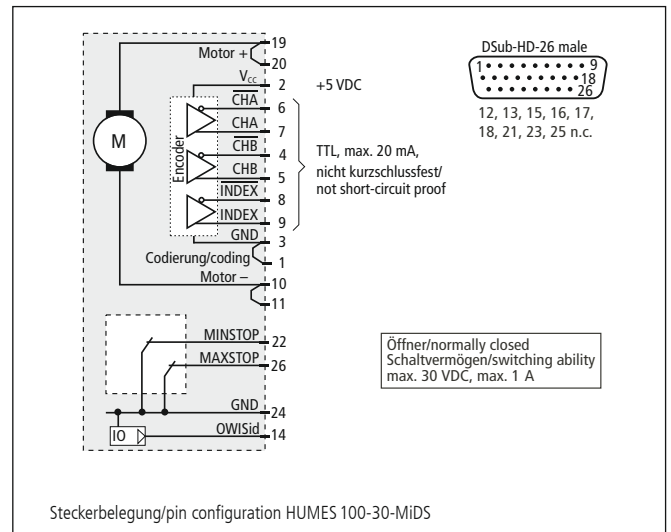 19
Motor +
20
VCC
2
+5 VDC
CHA
6
CHA
7
CHB
4
CHB
5
INDEX
8
INDEX
9
GND
3
Codierung/coding
1
Motor –
10
11
M
Encoder
TTL, max. 20 mA,
nicht kurzschlussfest/
not short-circuit proof
DSub-HD-26 male
1
9
18
26
12, 13, 15, 16, 17,
18, 21, 23, 25 n.c.
MINSTOP
22
MAXSTOP
26
GND
24
IO
OWISid
14
Öffner/normally closed
Schaltvermögen/switching ability
max. 30 VDC, max. 1 A
Steckerbelegung/pin configuration HUMES 100-30-MiDS